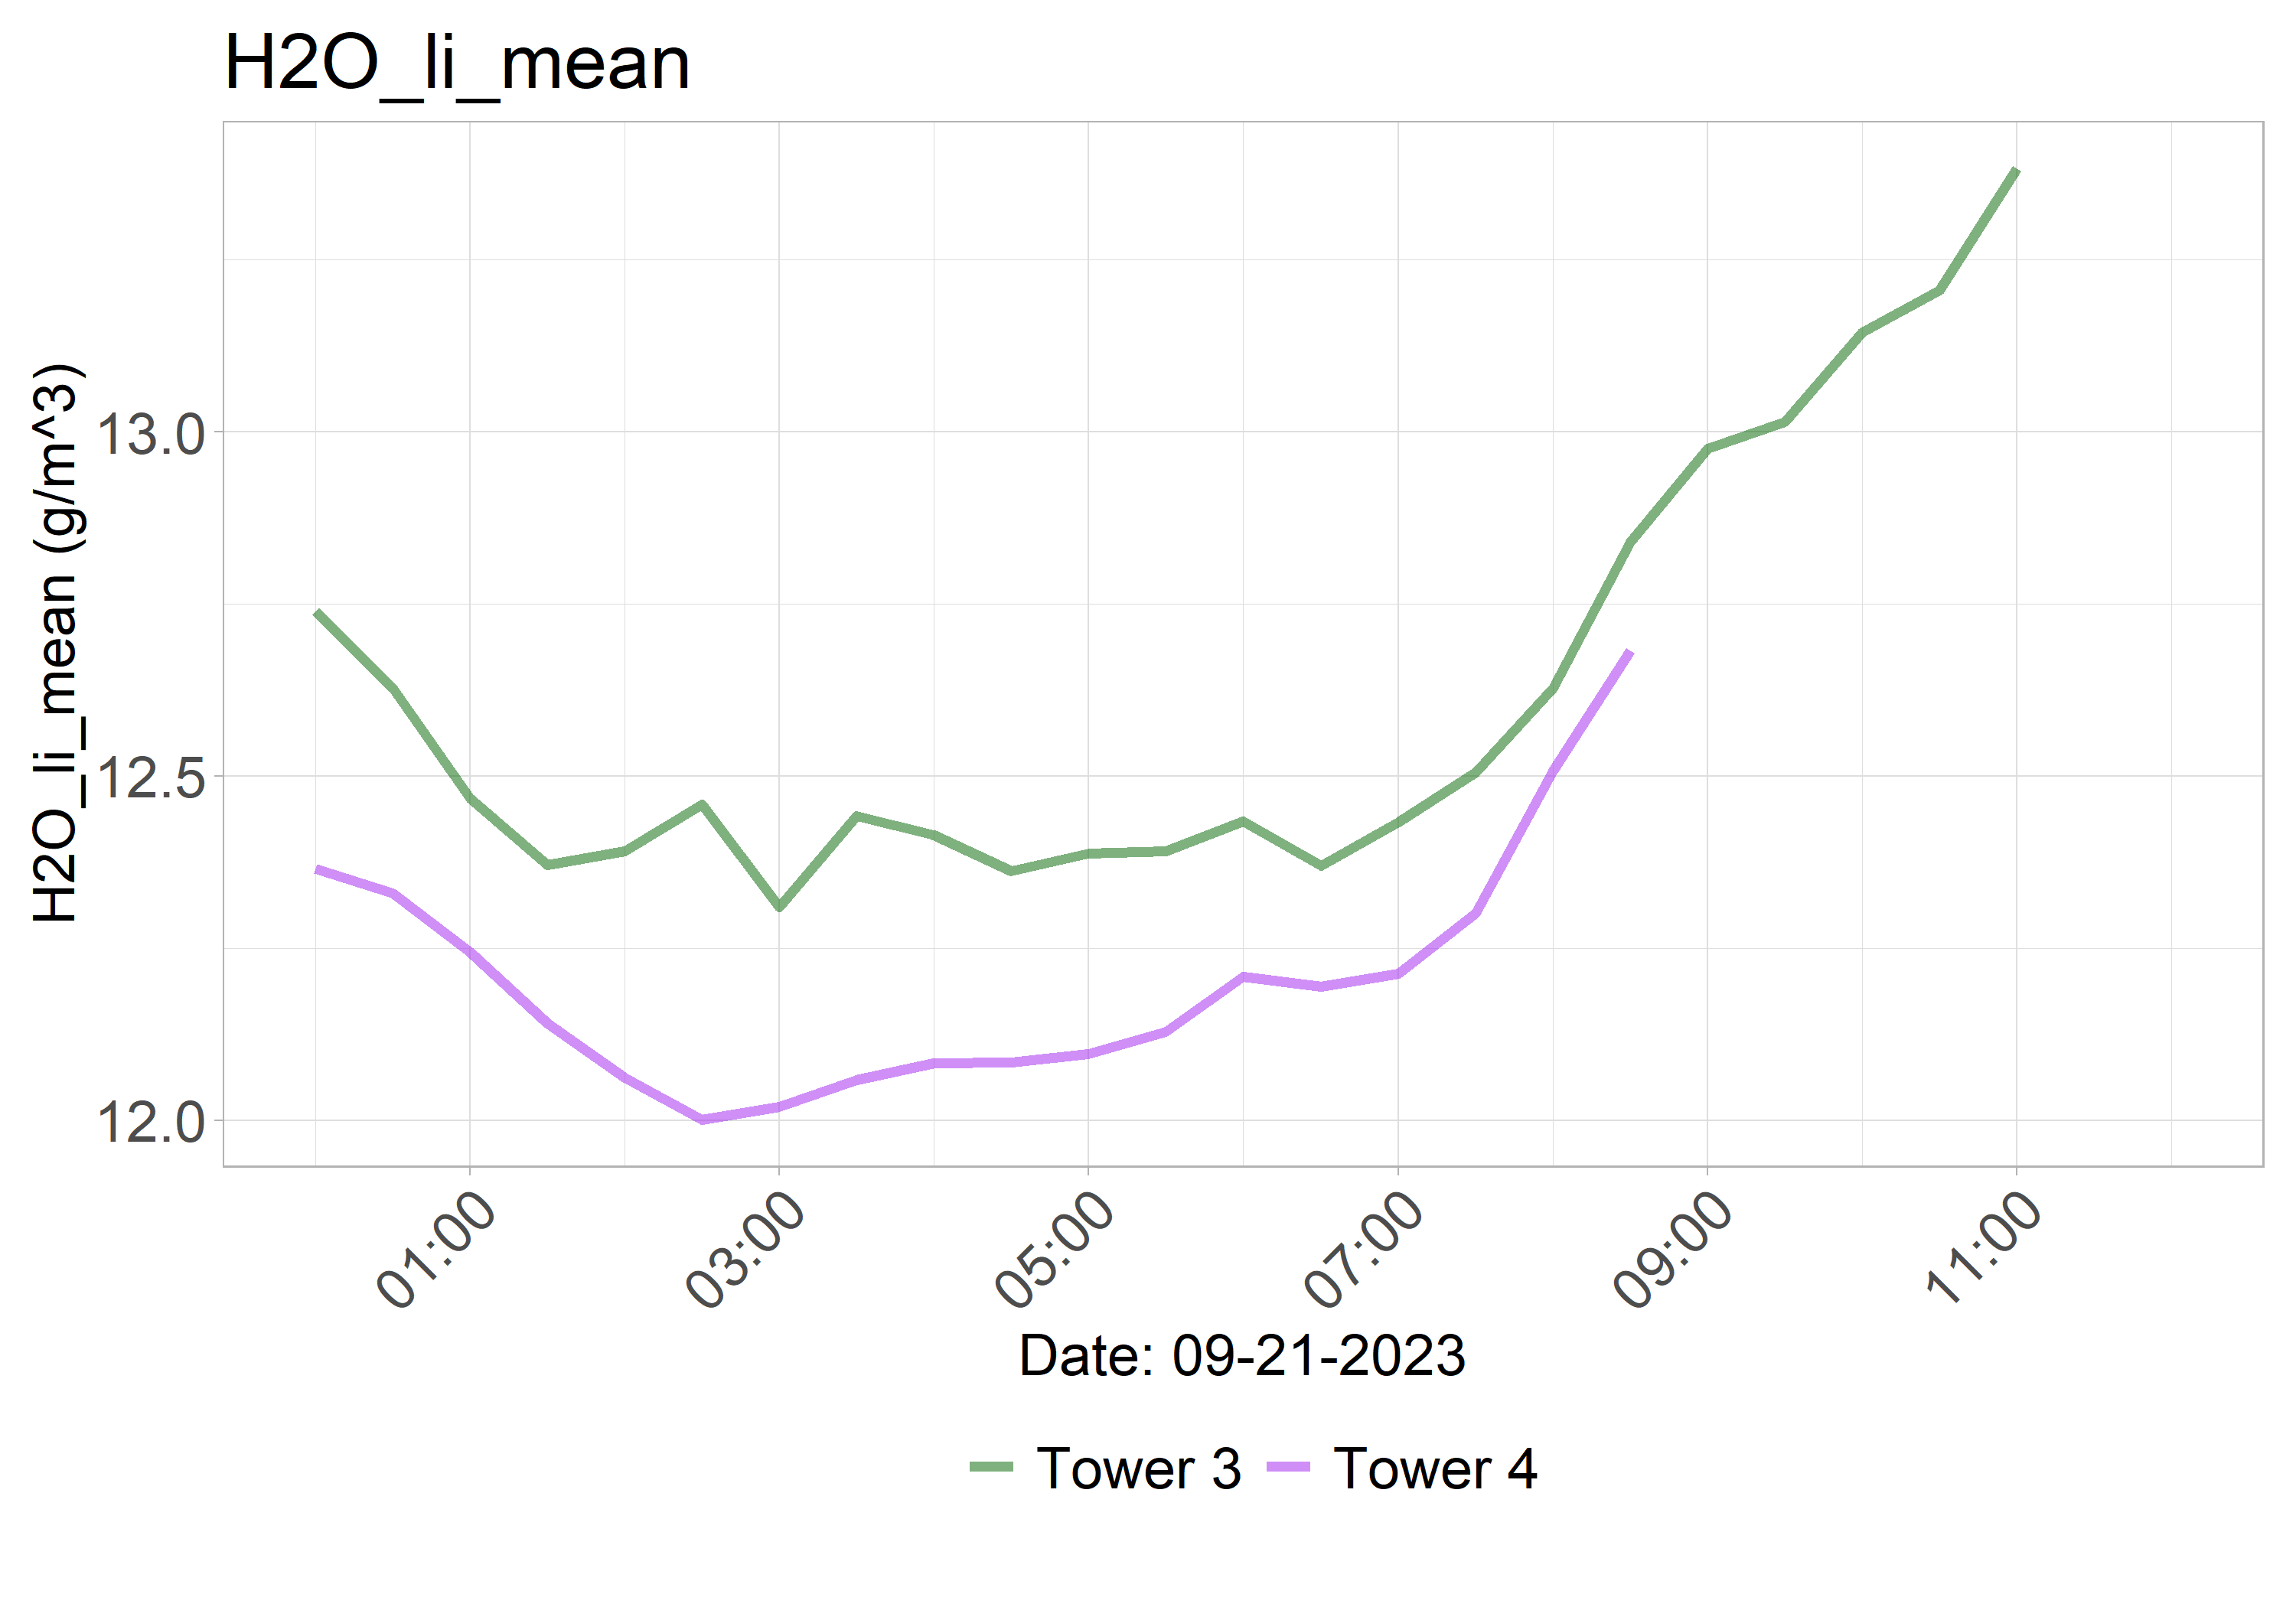 H2O_li_mean
H2O_li_mean (g/m^3)
13.0
12.5
12.0
01:00
03:00
05:00
07:00
09:00
11:00
Date: 09-21-2023
Tower 3
Tower 4